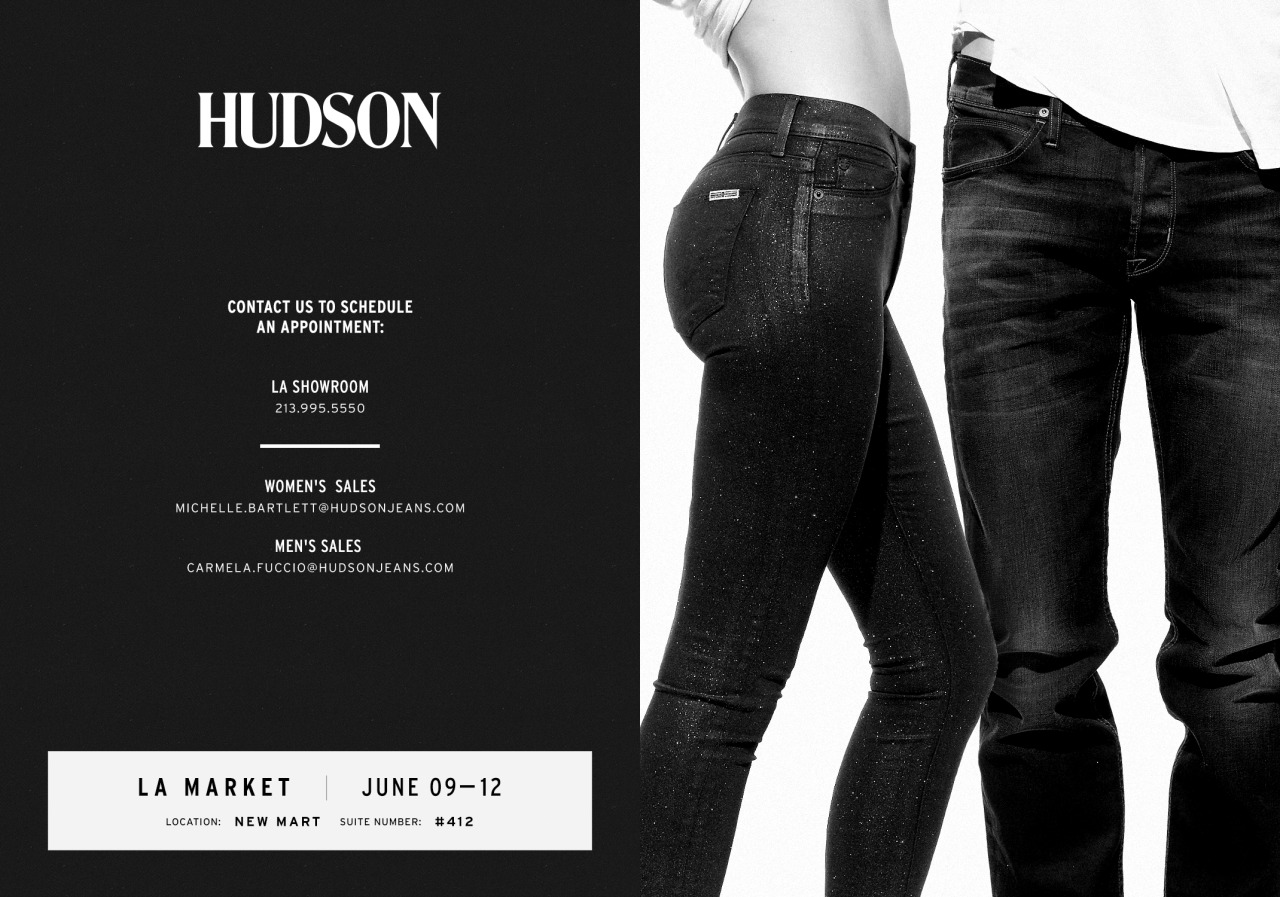 HUDSON
CONTACT US TO SCHEDULE
AN APPOINTMENT:
LA SHOWROOM
213.995.5550
WOMEN'S SALES
MICHELLE.BARTLETT@HUDSONJEANS.COM
MEN'S SALES
CARMELA.FUCCIO@HUDSONJEANS.COM
LA MARKET | JUNE 09–12
LOCATION: NEW MART SUITE NUMBER: #412